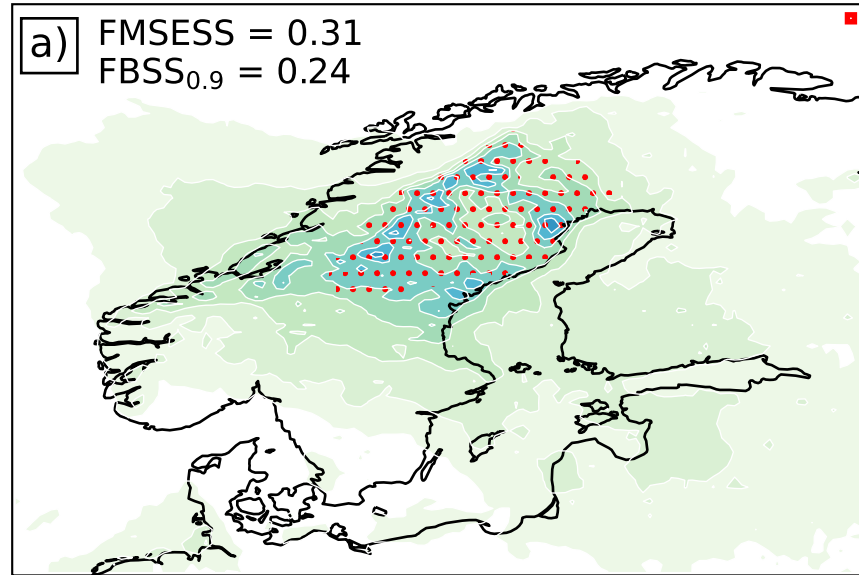 a) FMSESS = 0.31
FBSS0.9 = 0.24